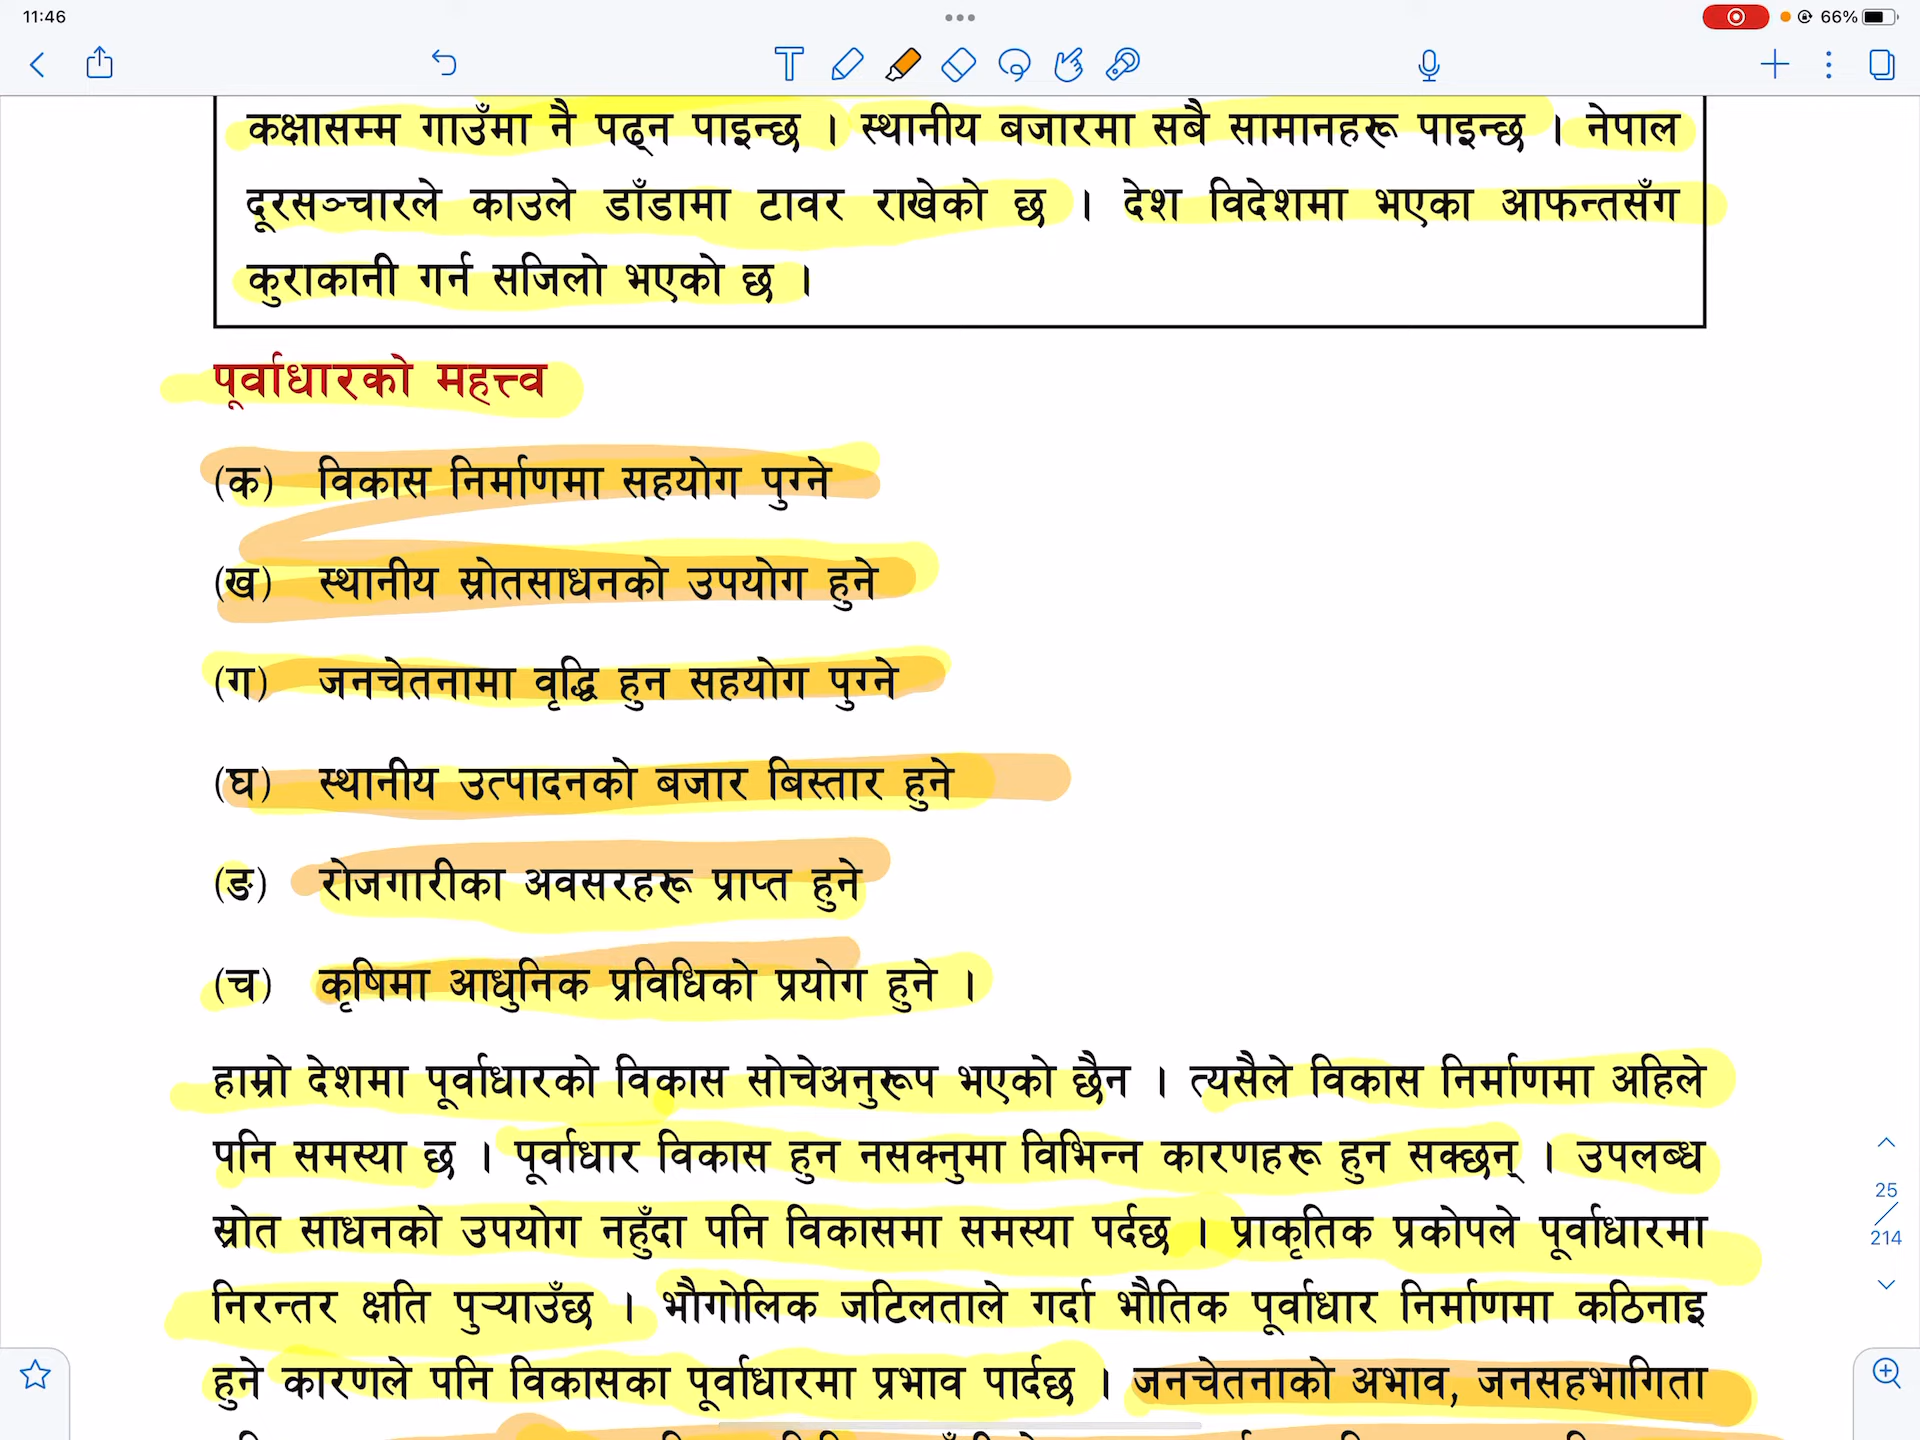 11:46
66%
कक्षासम्म गाउँमा नै पढ्न पाइन्छ । स्थानीय बजारमा सबै सामानहरू पाइन्छ । नेपाल
दूरसञ्चारले काउले डाँडामा टावर राखेको छ । देश विदेशमा भएका आफन्तसँग
कुराकानी गर्न सजिलो भएको छ ।
पूर्वाधारको महत्त्व
(क) विकास निर्माणमा सहयोग पुग्ने
(ख) स्थानीय स्रोतसाधनको उपयोग हुने
(ग) जनचेतनामा वृद्धि हुन सहयोग पुग्ने
(घ) स्थानीय उत्पादनको बजार बिस्तार हुने
(ङ) रोजगारीका अवसरहरू प्राप्त हुने
(च) कृषिमा आधुनिक प्रविधिको प्रयोग हुने ।
हाम्रो देशमा पूर्वाधारको विकास सोचेअनुरूप भएको छैन । त्यसैले विकास निर्माणमा अहिले
पनि समस्या छ । पूर्वाधार विकास हुन नसक्नुमा विभिन्न कारणहरू हुन सक्छन् । उपलब्ध
स्रोत साधनको उपयोग नहुँदा पनि विकासमा समस्या पर्दछ । प्राकृतिक प्रकोपले पूर्वाधारमा
निरन्तर क्षति पुर्‍याउँछ । भौगोलिक जटिलताले गर्दा भौतिक पूर्वाधार निर्माणमा कठिनाइ
हुने कारणले पनि विकासका पूर्वाधारमा प्रभाव पार्दछ । जनचेतनाको अभाव, जनसहभागिता
25
214